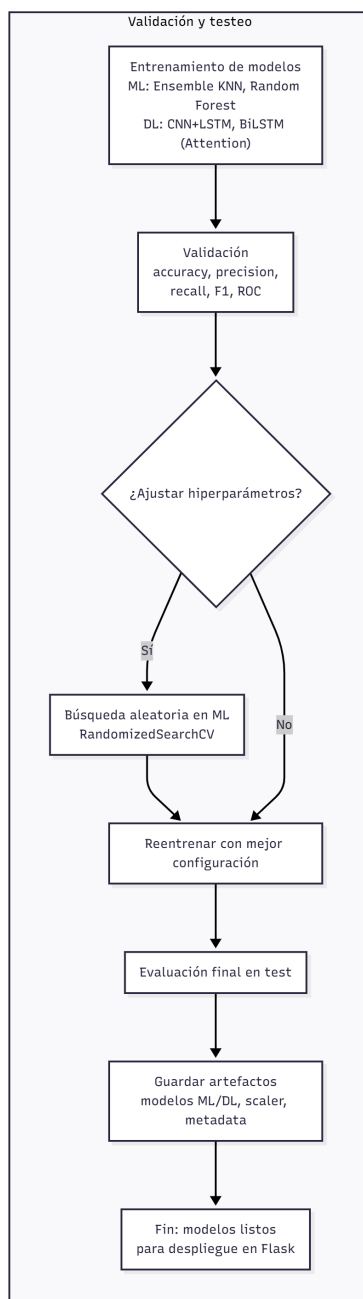 Validación y testeo
Entrenamiento de modelos
ML: Ensemble KNN, Random
Forest
DL: CNN+LSTM, BiLSTM
(Attention)
Validación
accuracy, precision,
recall, F1, ROC
¿Ajustar hiperparámetros?
Sí
Búsqueda aleatoria en ML
RandomizedSearchCV
No
Reentrenar con mejor
configuración
Evaluación final en test
Guardar artefactos
modelos ML/DL, scaler,
metadata
Fin: modelos listos
para despliegue en Flask